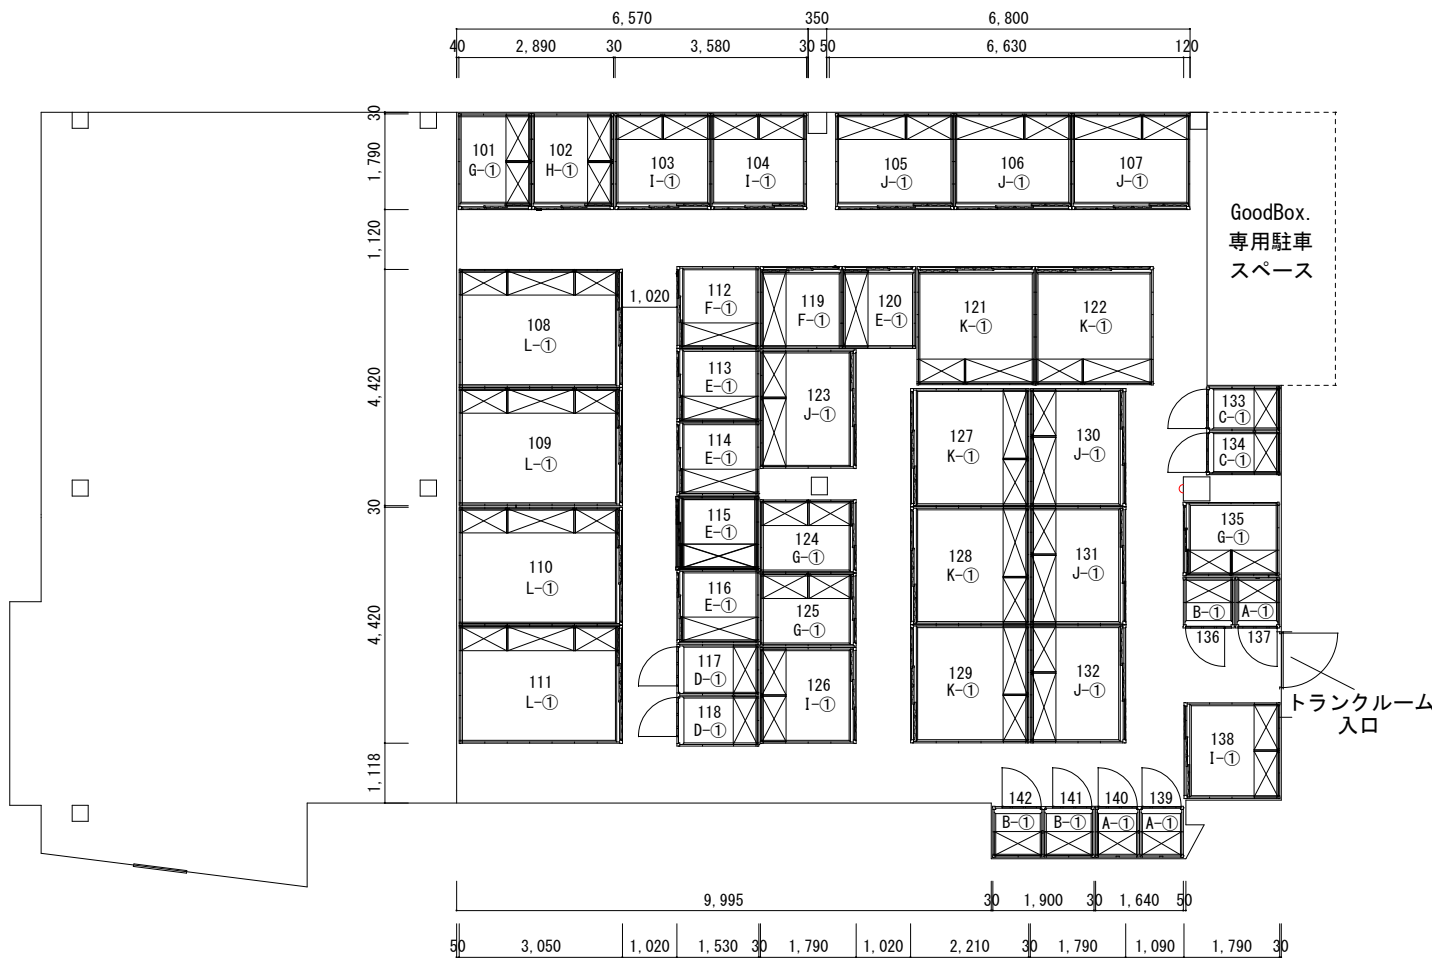 6,570 350 6,800
40 2,890 30 3,580 30 50 6,630 120
30
1,790
1,120
4,420
30
4,420
1,118
101
G-①
102
H-①
103
I-①
104
I-①
105
J-①
106
J-①
107
J-①
GoodBox.
専用駐車
スペース
1,020
108
L-①
109
L-①
110
L-①
111
L-①
112
F-①
113
E-①
114
E-①
115
E-①
116
E-①
117
D-①
118
D-①
119
F-①
120
E-①
121
K-①
122
K-①
123
J-①
124
G-①
125
G-①
126
I-①
127
K-①
128
K-①
129
K-①
130
J-①
131
J-①
132
J-①
133
C-①
134
C-①
135
G-①
B-① A-①
136 137
トランクルーム
入口
138
I-①
142 141 140 139
B-① B-① A-① A-①
9,995 30 1,900 30 1,640 50
50 3,050 1,020 1,530 30 1,790 1,020 2,210 30 1,790 1,090 1,790 30